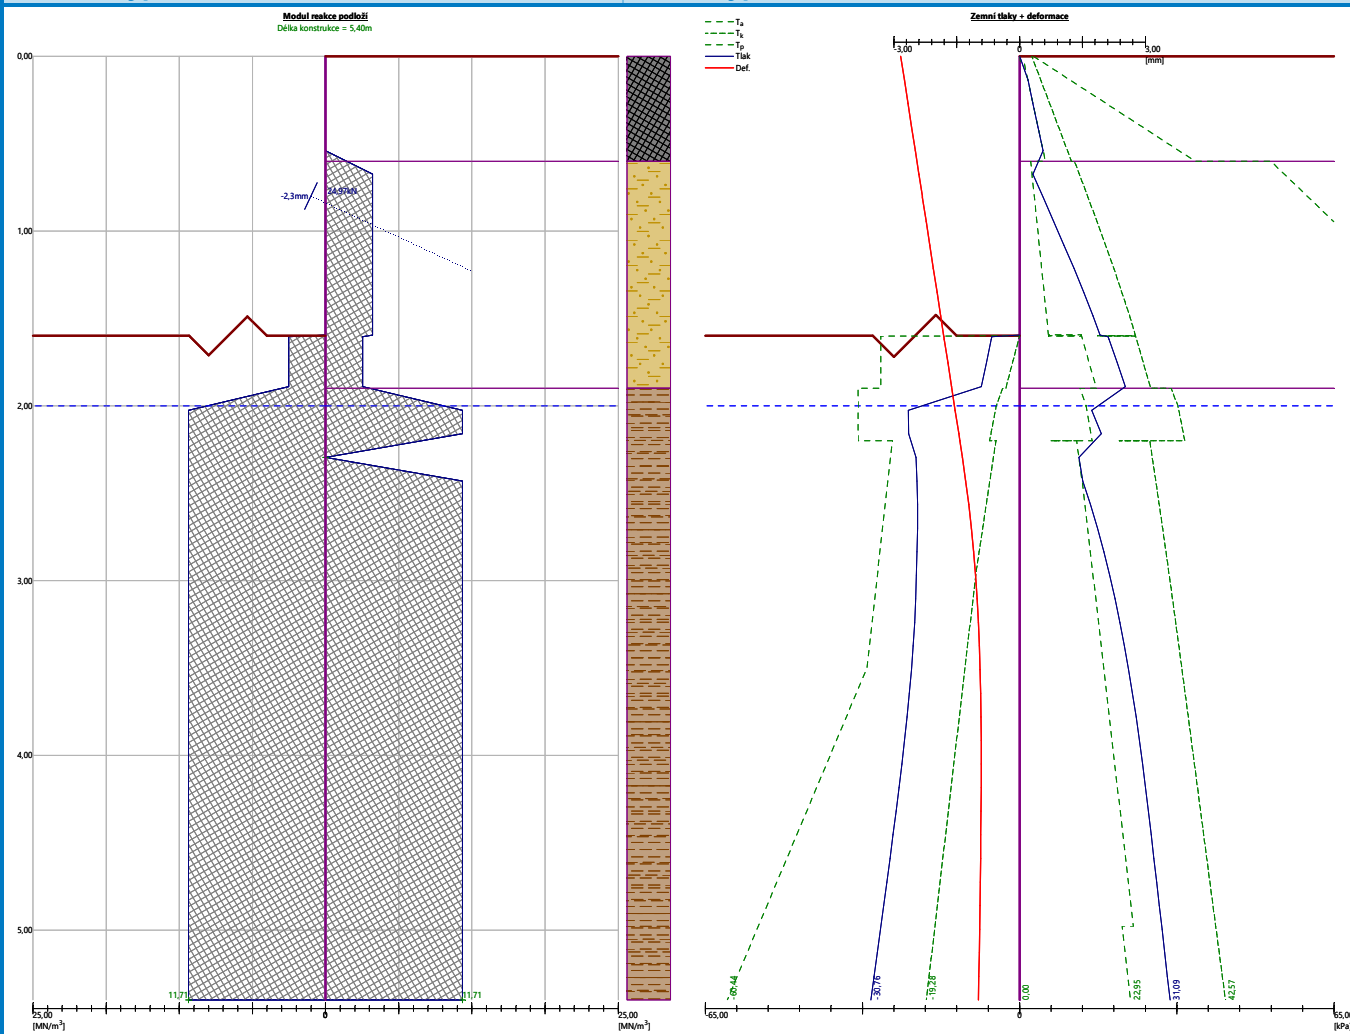 Modul reakce podloží
Délka konstrukce = 5,40m
0,00
1,00
2,00
3,00
4,00
5,00
-2,3mm
24,97kN
11,71
11,71
25,00
0
25,00
[MN/m³]
[MN/m³]
Zemní tlaky + deformace
Ta
Tk
Tp
Tlak
Def.
-3,00
0
3,00
[mm]
-60,44
-30,76
-19,28
0,00
22,95
31,09
42,57
-65,00
0
65,00
[kPa]